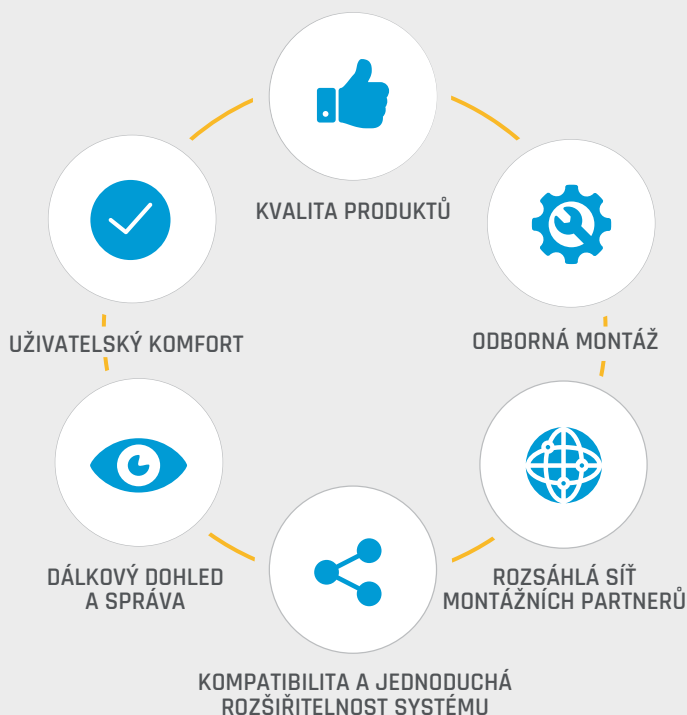 KVALITA PRODUKTŮ
UŽIVATELSKÝ KOMFORT
ODBORNÁ MONTÁŽ
DÁLKOVÝ DOHLED
A SPRÁVA
ROZSÁHLÁ SÍŤ
MONTÁŽNÍCH PARTNERŮ
KOMPATIBILITA A JEDNODUCHÁ
ROZŠIŘITELNOST SYSTÉMU